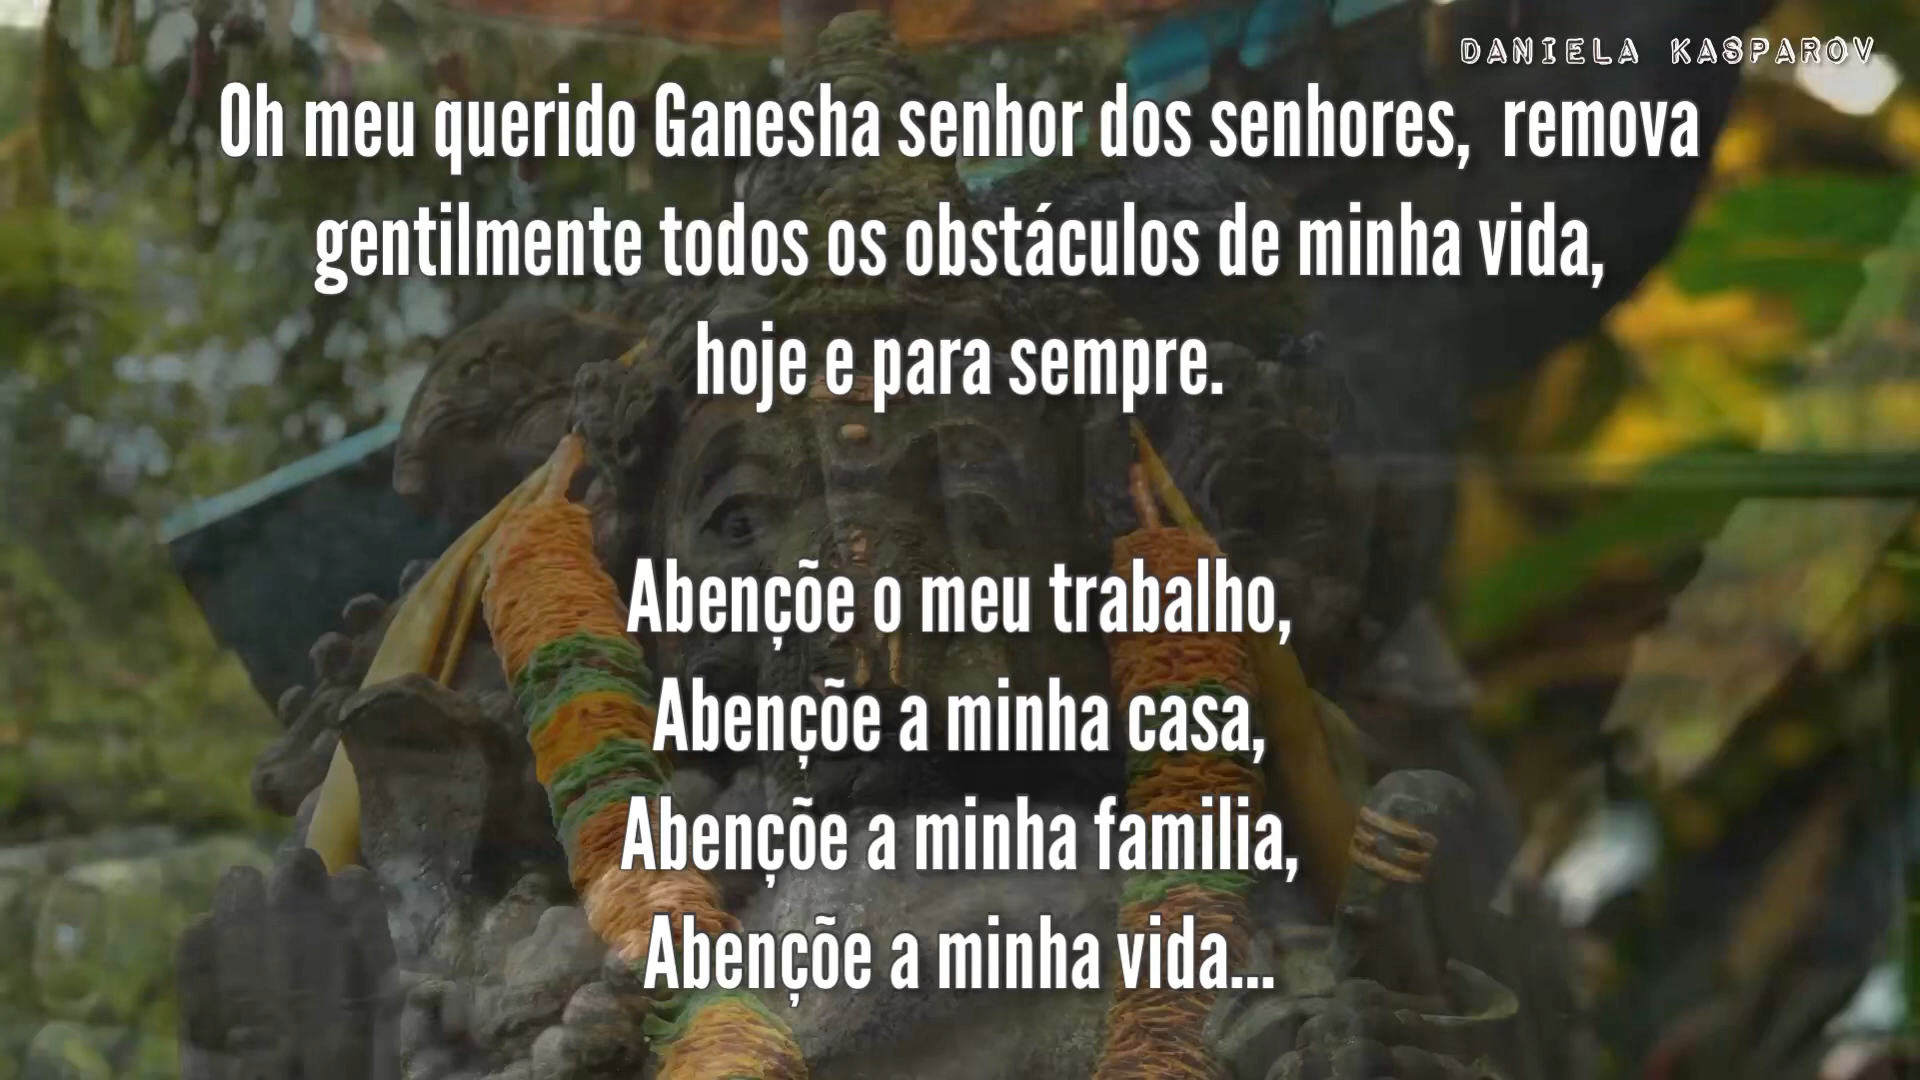 DANIELA KASPAROV
Oh meu querido Ganesha senhor dos senhores, remova
gentilmente todos os obstáculos de minha vida,
hoje e para sempre.
Abençõe o meu trabalho,
Abençõe a minha casa,
Abençõe a minha familia,
Abençõe a minha vida...